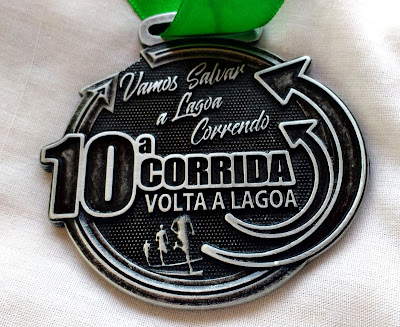 Vamos Salvar
a Lagoa
Correndo
10ª CORRIDA
VOLTA A LAGOA